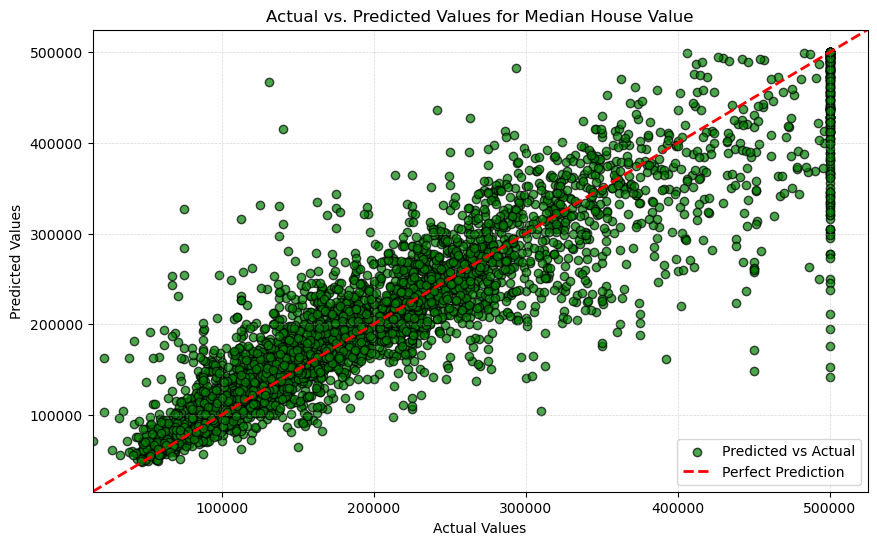 Actual vs. Predicted Values for Median House Value
500000
400000
300000
200000
100000
Predicted Values
100000
200000
300000
400000
500000
Actual Values
Predicted vs Actual
Perfect Prediction